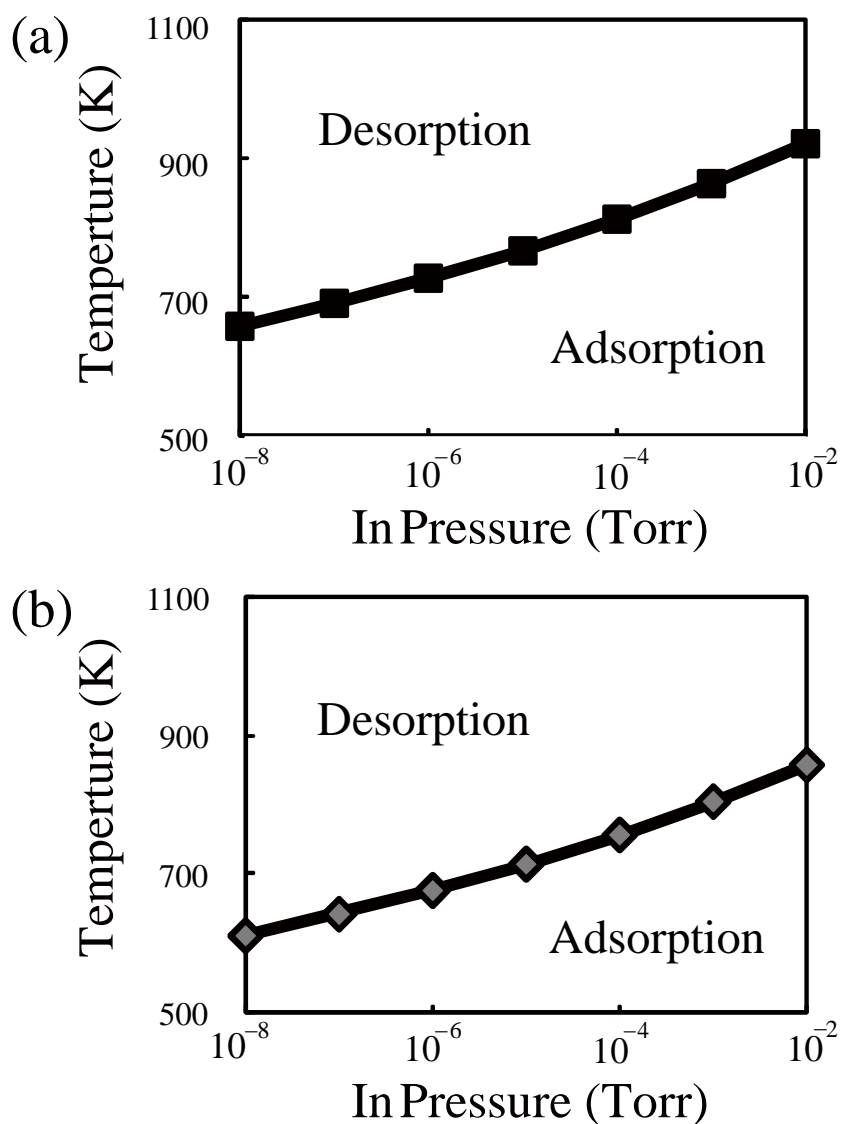 (a)
Temperture (K)
1100
900
700
500
Desorption
Adsorption
10⁻⁸
10⁻⁶
10⁻⁴
10⁻²
In Pressure (Torr)
(b)
Temperture (K)
1100
900
700
500
Desorption
Adsorption
10⁻⁸
10⁻⁶
10⁻⁴
10⁻²
In Pressure (Torr)